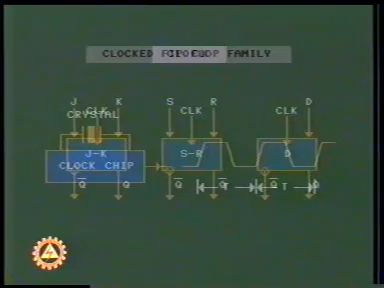 CLOCKED FLIP FLOP FAMILY
J CLK K S CLK R CLK D
CRYSTAL
J-K S-R D
CLOCK CHIP
Q̅ Q Q̅ Q Q̅ Q
T T